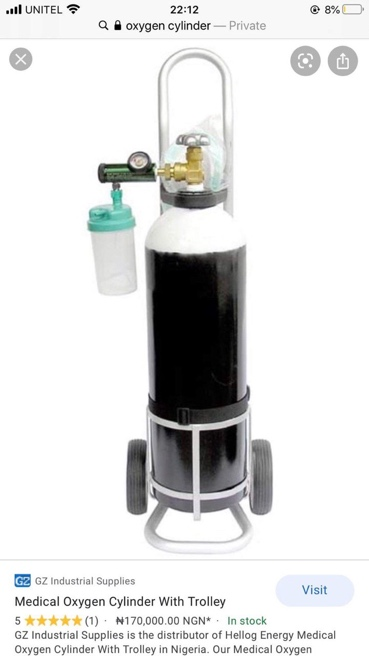 UNITEL 22:12 8%
oxygen cylinder — Private
GZ GZ Industrial Supplies
Visit
Medical Oxygen Cylinder With Trolley
5 ★★★★★ (1) · ₦170,000.00 NGN* · In stock
GZ Industrial Supplies is the distributor of Hellog Energy Medical
Oxygen Cylinder With Trolley in Nigeria. Our Medical Oxygen